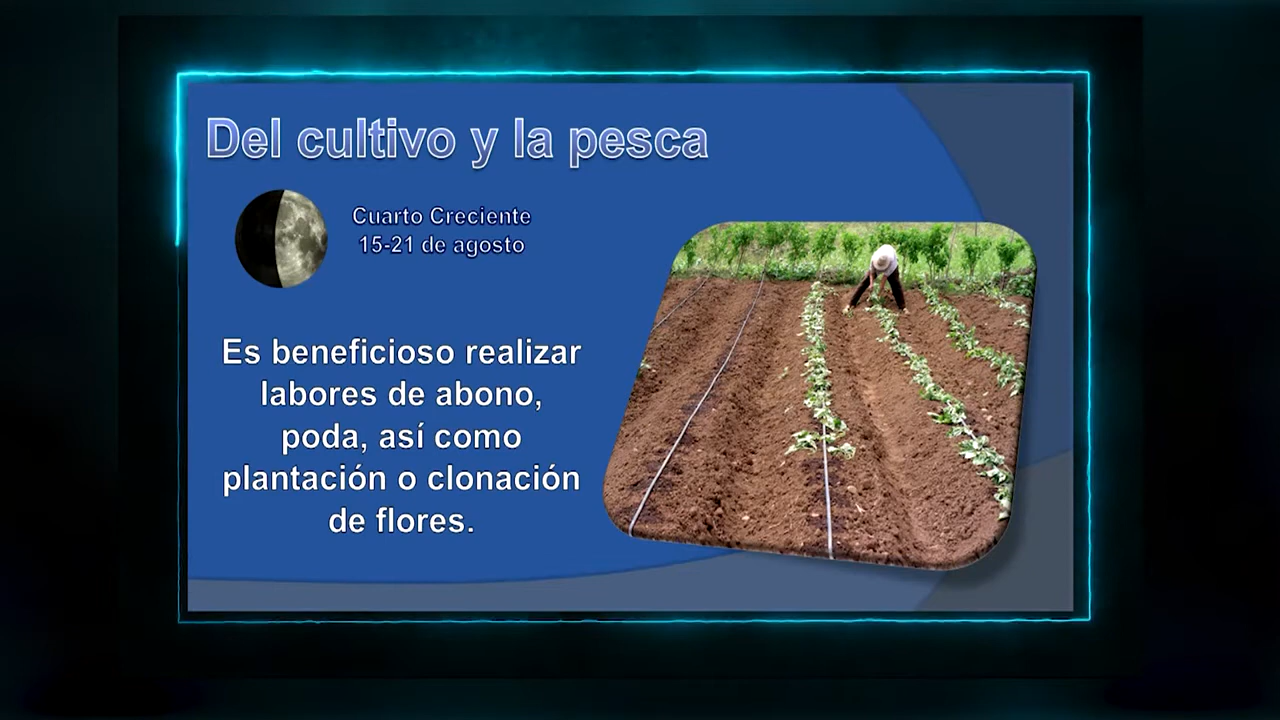 Del cultivo y la pesca
Cuarto Creciente
15-21 de agosto
Es beneficioso realizar
labores de abono,
poda, así como
plantación o clonación
de flores.